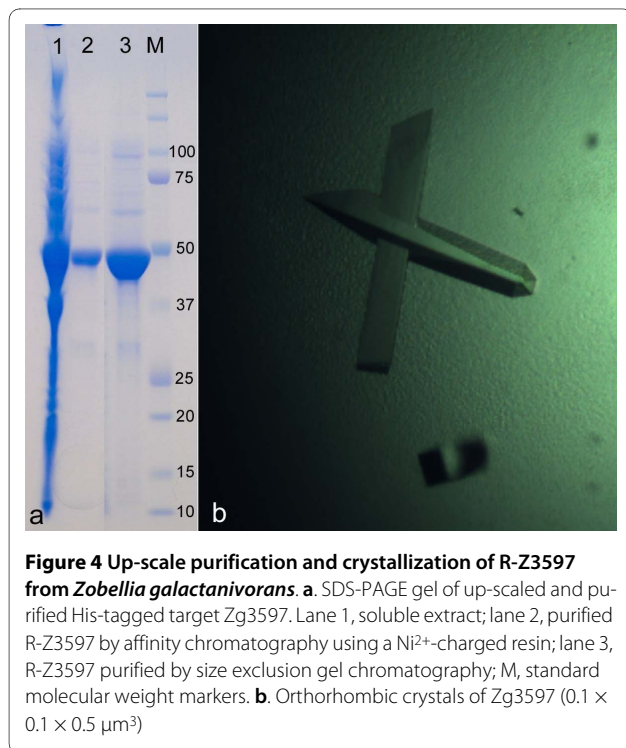 1 2 3 M
100
75
50
37
25
20
15
10
a
b
Figure 4 Up-scale purification and crystallization of R-Z3597
from Zobellia galactanivorans. a. SDS-PAGE gel of up-scaled and pu-
rified His-tagged target Zg3597. Lane 1, soluble extract; lane 2, purified
R-Z3597 by affinity chromatography using a Ni²⁺-charged resin; lane 3,
R-Z3597 purified by size exclusion gel chromatography; M, standard
molecular weight markers. b. Orthorhombic crystals of Zg3597 (0.1 ×
0.1 × 0.5 μm³)